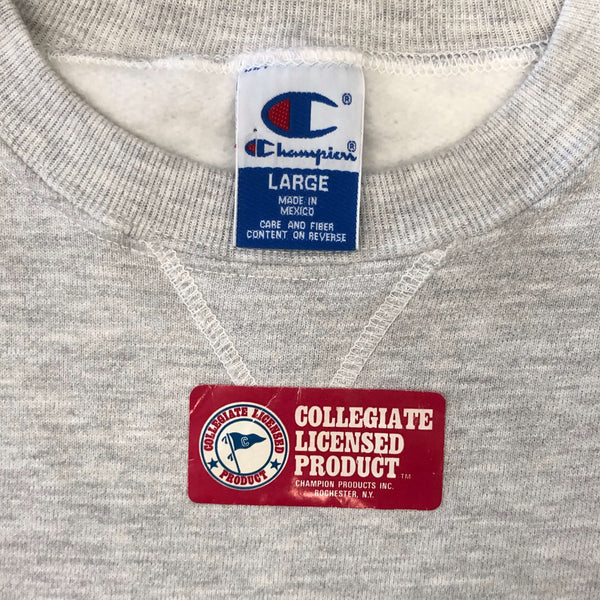 C®
Champion®
LARGE
MADE IN
MEXICO
CARE AND FIBER
CONTENT ON REVERSE
COLLEGIATE LICENSED
C
PRODUCT
COLLEGIATE
LICENSED
PRODUCT™
CHAMPION PRODUCTS INC.
ROCHESTER, N.Y.